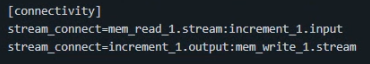 [connectivity]
stream_connect=mem_read_1.stream:increment_1.input
stream_connect=increment_1.output:mem_write_1.stream